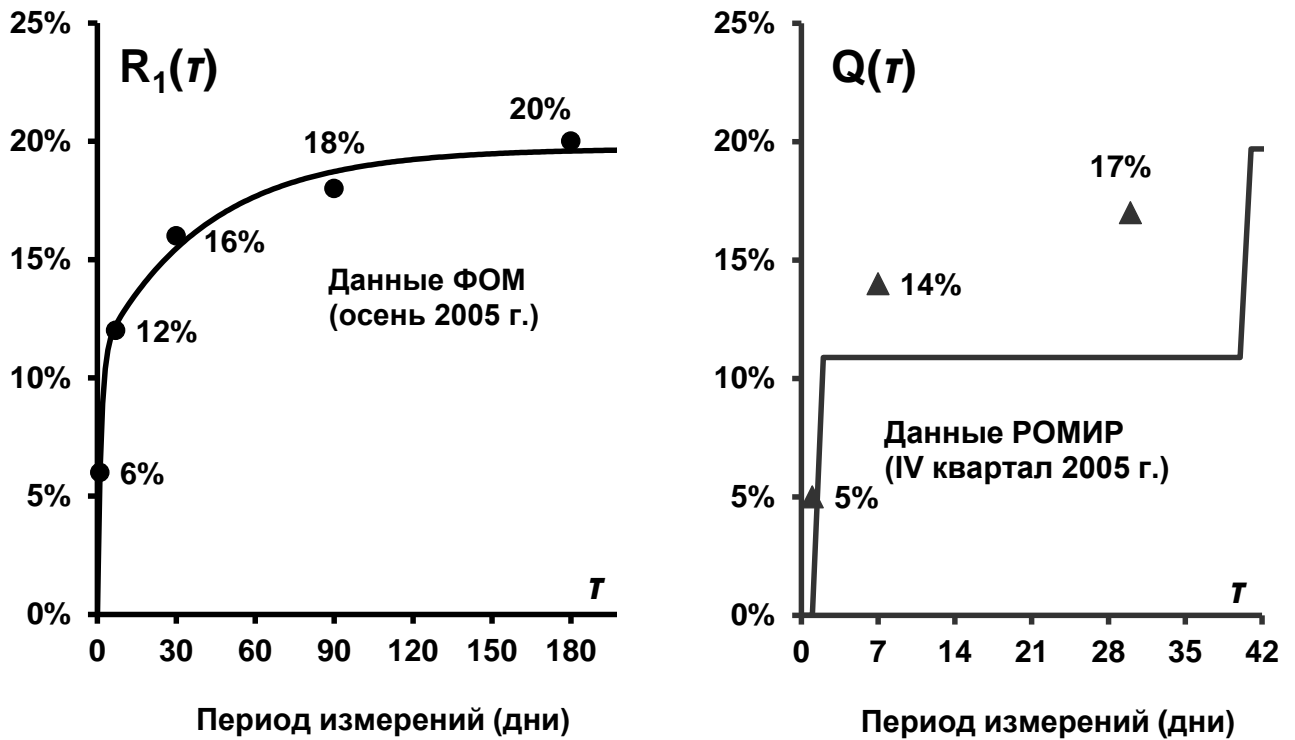 25%
R₁(τ)
20%
20%
18%
15%
16%
Данные ФОМ
(осень 2005 г.)
12%
10%
6%
5%
τ
0%
0 30 60 90 120 150 180
Период измерений (дни)
25%
Q(τ)
20%
17%
15%
14%
10%
Данные РОМИР
(IV квартал 2005 г.)
5%
5%
τ
0%
0 7 14 21 28 35 42
Период измерений (дни)